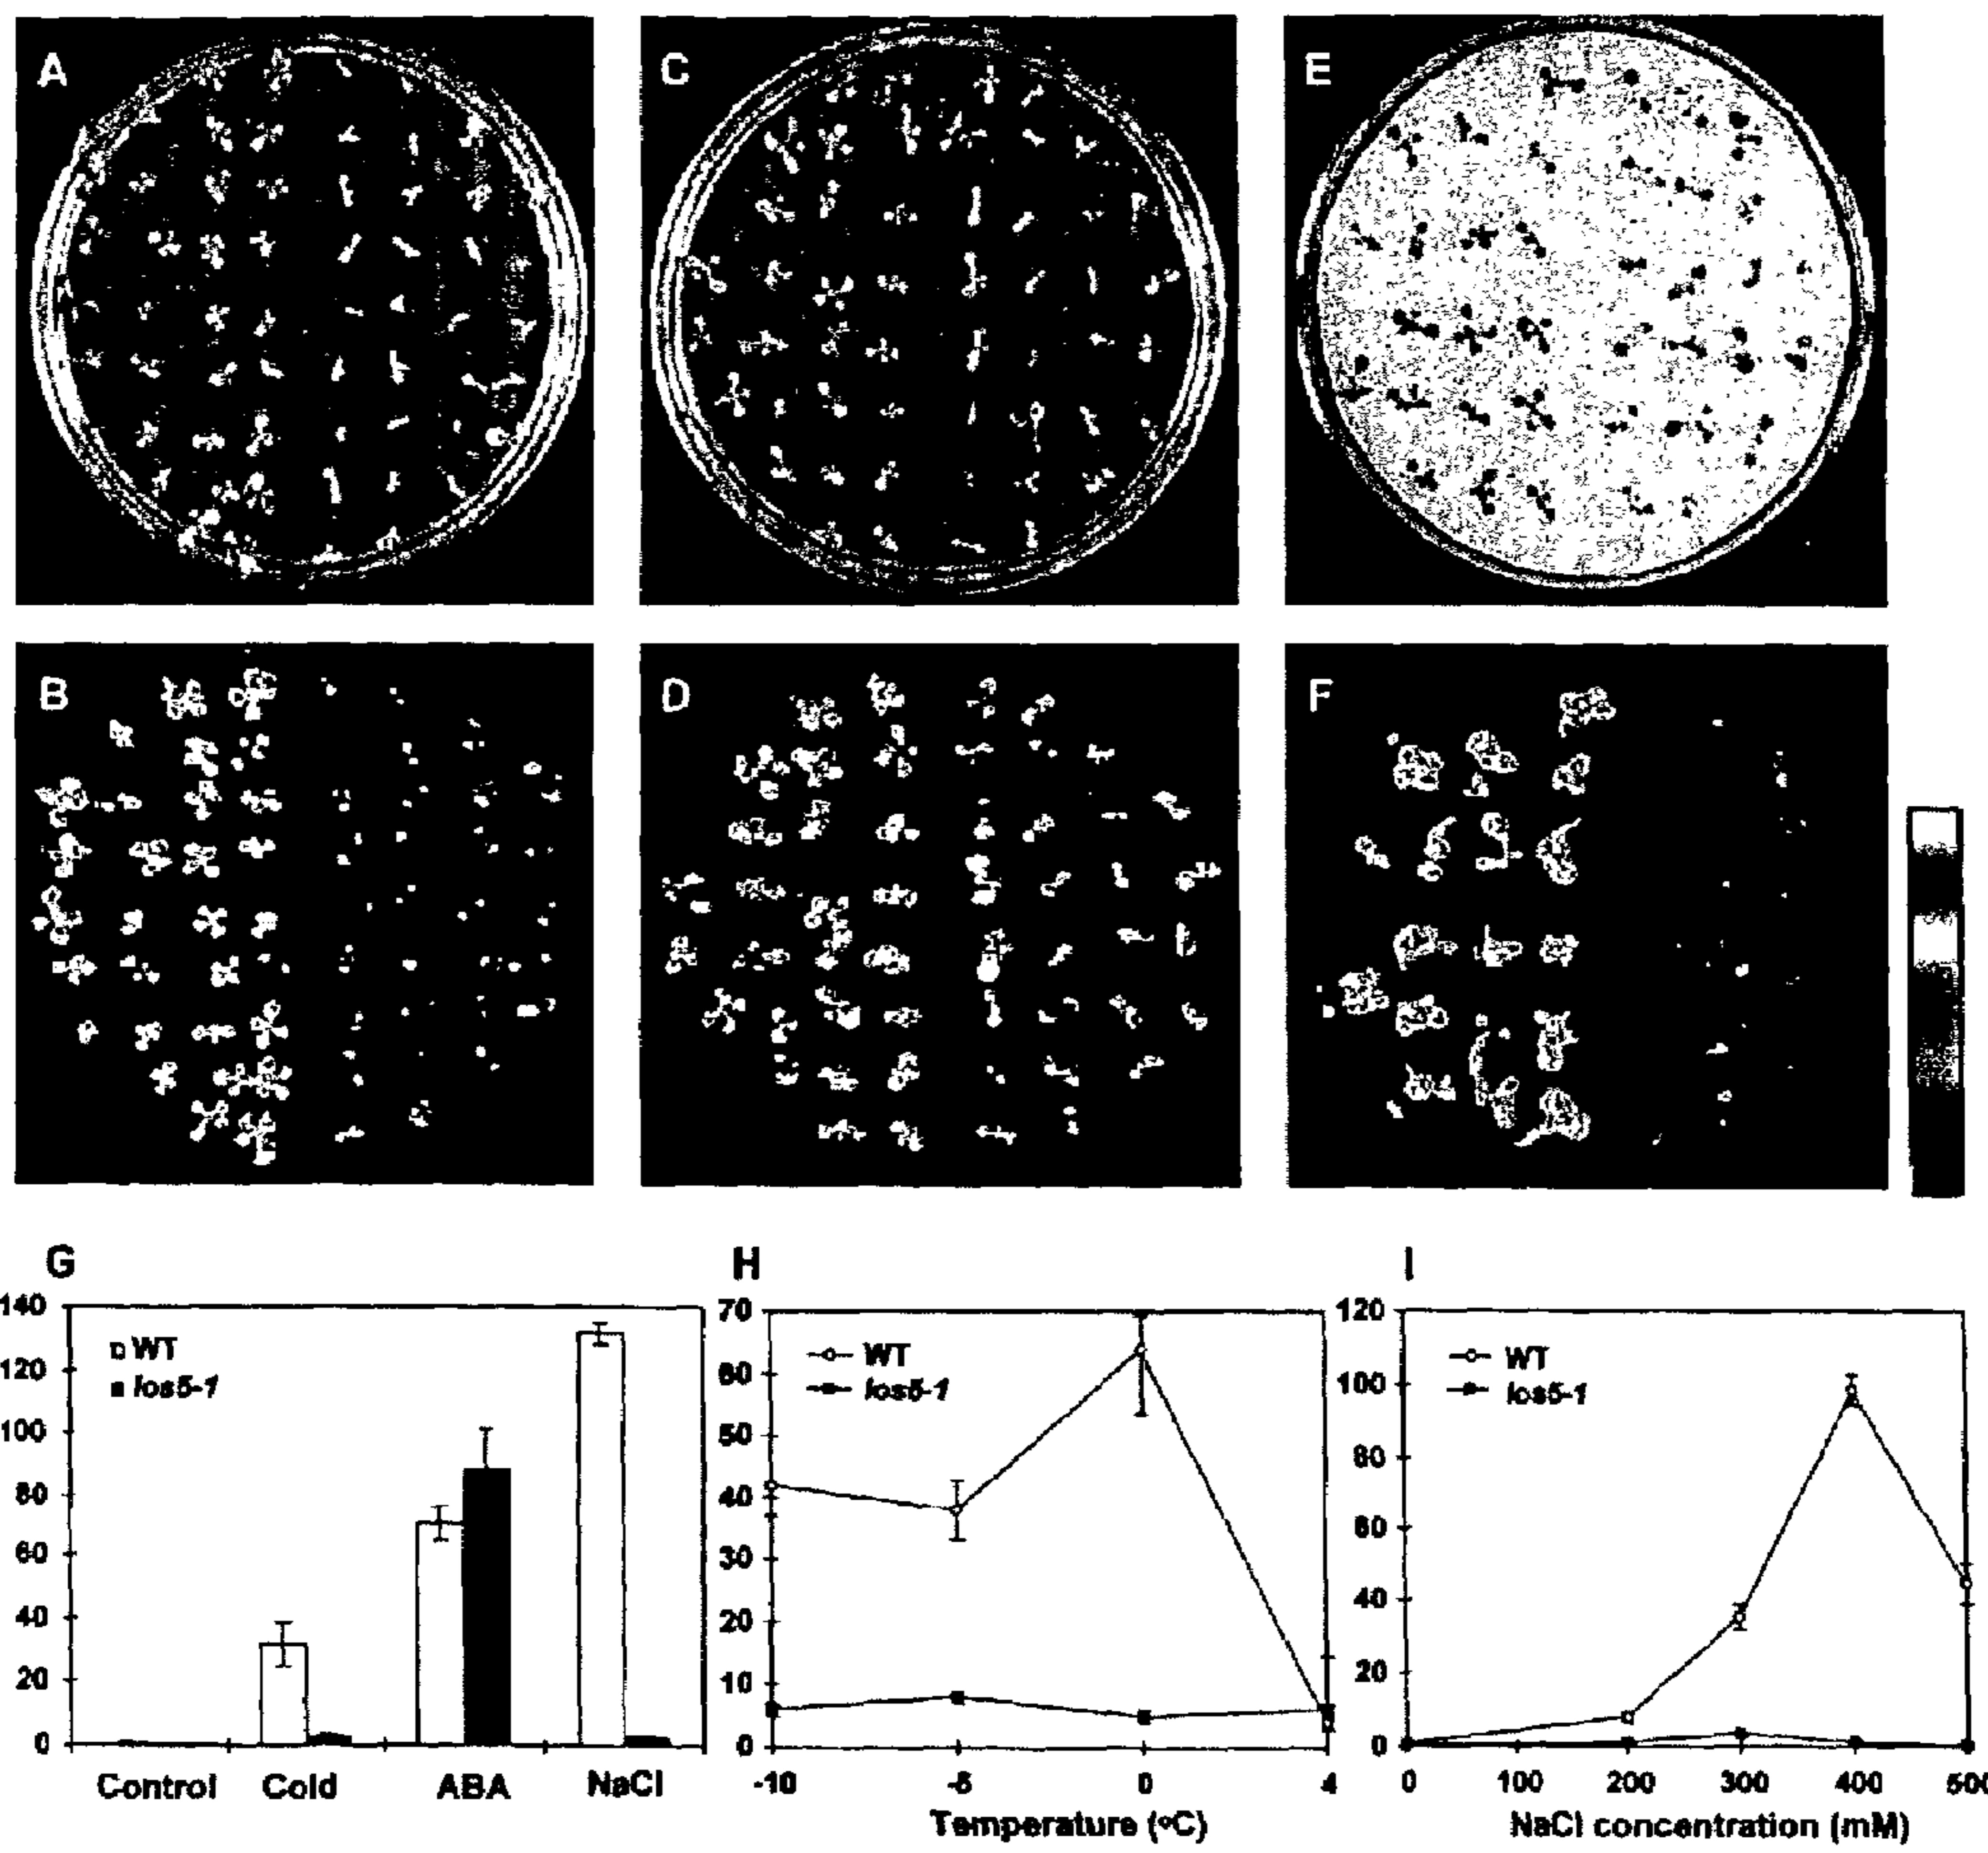 A C E
B D F
G
140
120
100
80
60
40
20
0
WT
los5-1
Control Cold ABA NaCl
H
70
60
50
40
30
20
10
0
WT
los5-1
-10 -5 0 4
Temperature (oC)
I
120
100
80
60
40
20
0
WT
los5-1
0 100 200 300 400 500
NaCl concentration (mM)